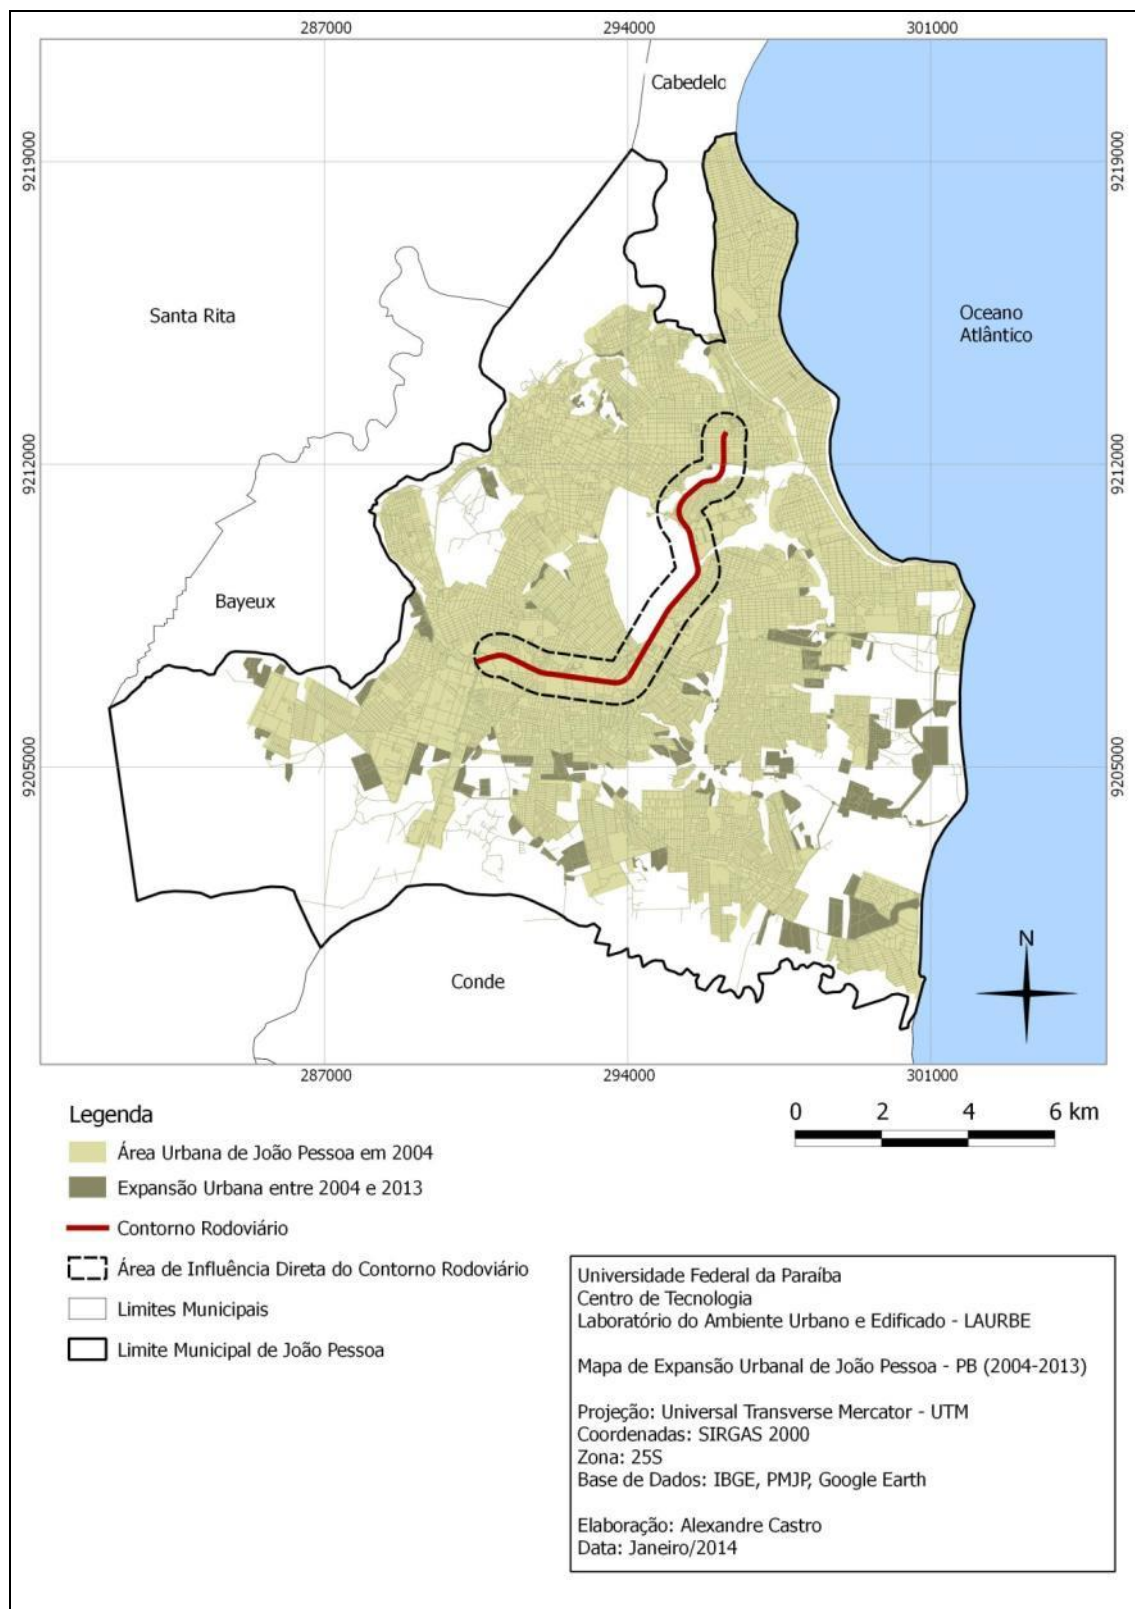 287000
294000
301000
Cabedelo
9219000
9219000
Santa Rita
Oceano
Atlântico
9212000
9212000
Bayeux
9205000
9205000
Conde
N
287000
294000
301000
Legenda
0 2 4 6 km
Área Urbana de João Pessoa em 2004
Expansão Urbana entre 2004 e 2013
Contorno Rodoviário
Área de Influência Direta do Contorno Rodoviário
Limites Municipais
Limite Municipal de João Pessoa
Universidade Federal da Paraíba
Centro de Tecnologia
Laboratório do Ambiente Urbano e Edificado - LAURBE
Mapa de Expansão Urbanal de João Pessoa - PB (2004-2013)
Projeção: Universal Transverse Mercator - UTM
Coordenadas: SIRGAS 2000
Zona: 25S
Base de Dados: IBGE, PMJP, Google Earth
Elaboração: Alexandre Castro
Data: Janeiro/2014